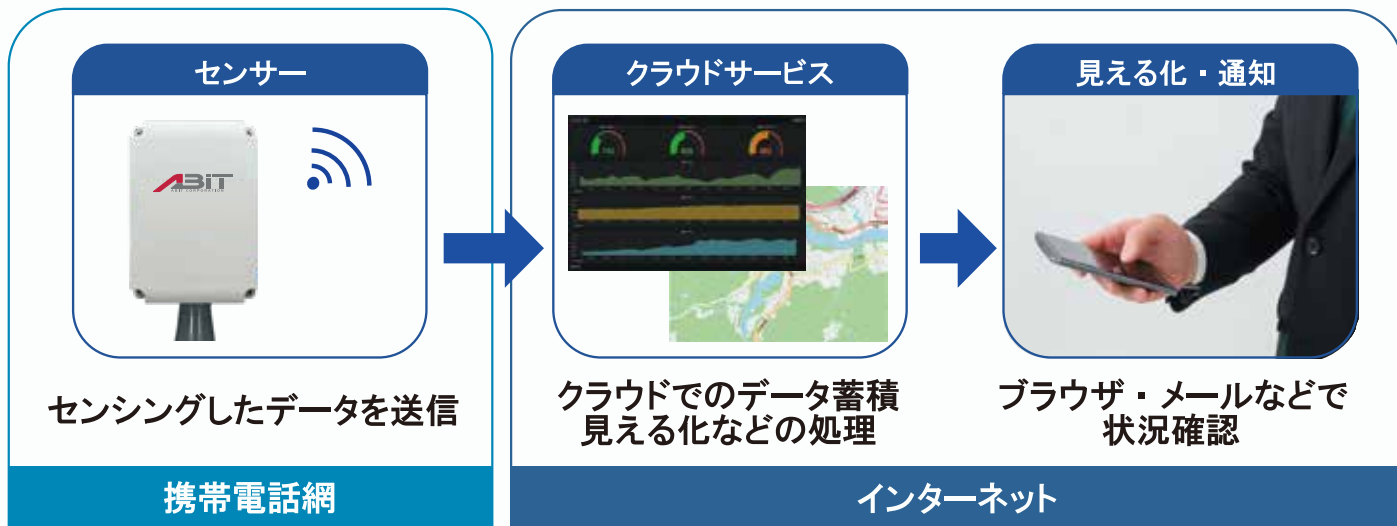 センサー
ABiT
ABIT CORPORATION
センシングしたデータを送信
携帯電話網
クラウドサービス
クラウドでのデータ蓄積
見える化などの処理
見える化・通知
ブラウザ・メールなどで
状況確認
インターネット